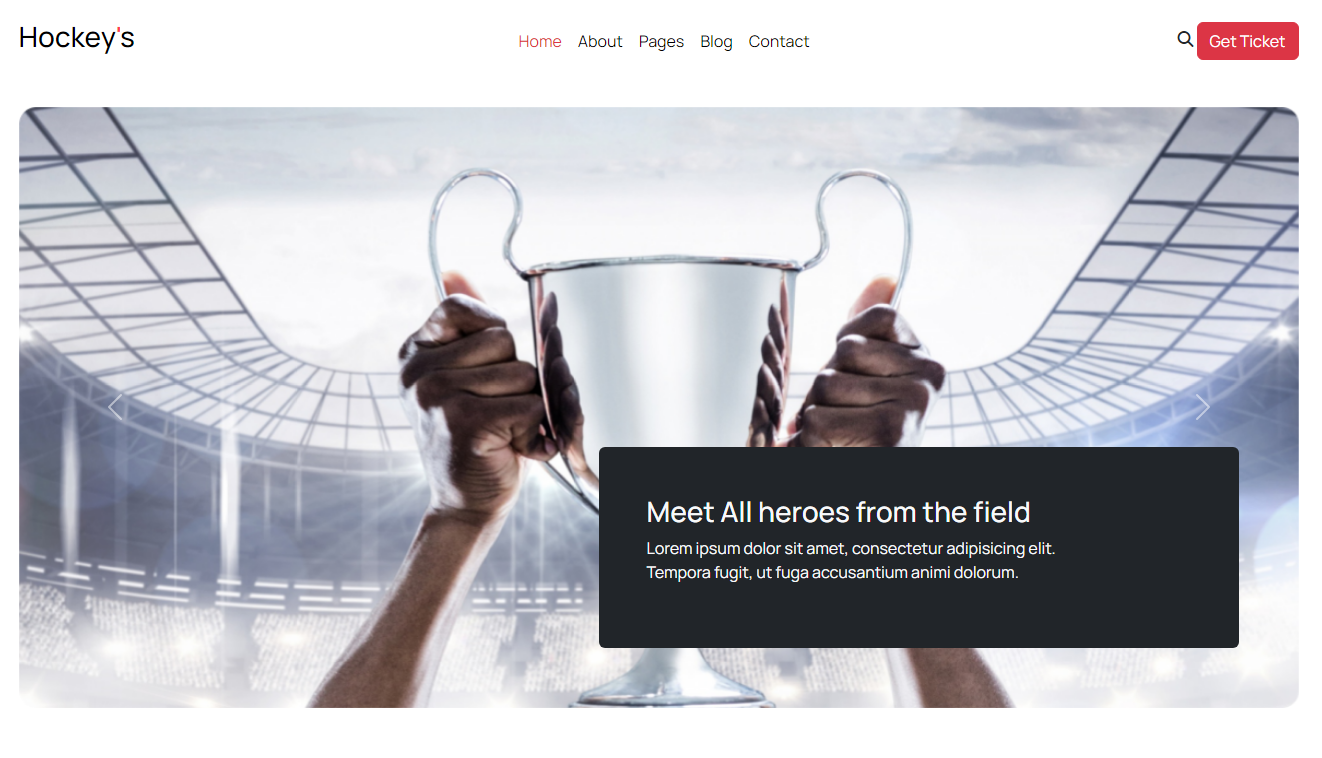 Hockey's
Home About Pages Blog Contact
Get Ticket
Meet All heroes from the field
Lorem ipsum dolor sit amet, consectetur adipisicing elit.
Tempora fugit, ut fuga accusantium animi dolorum.